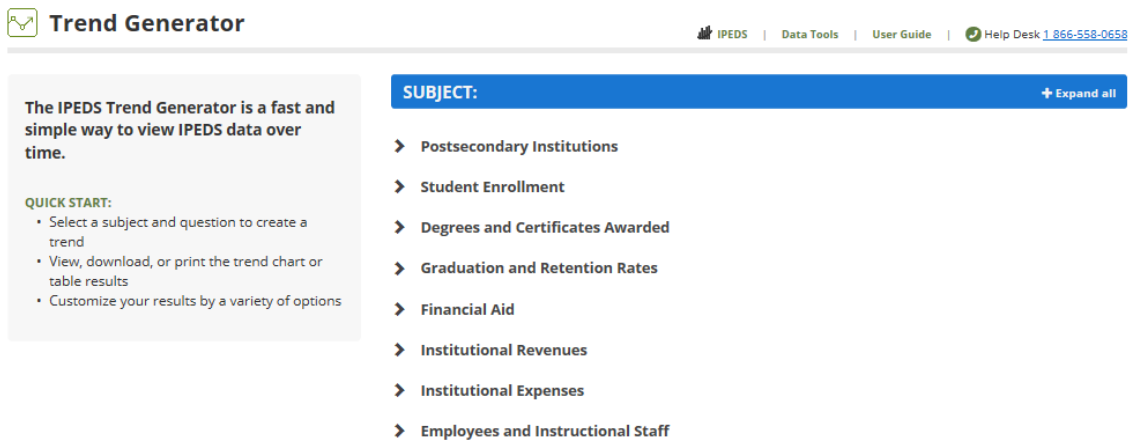 Trend Generator
IPEDS | Data Tools | User Guide | Help Desk 1 866-558-0658
The IPEDS Trend Generator is a fast and
simple way to view IPEDS data over
time.
QUICK START:
• Select a subject and question to create a
trend
• View, download, or print the trend chart or
table results
• Customize your results by a variety of options
SUBJECT:
+ Expand all
Postsecondary Institutions
Student Enrollment
Degrees and Certificates Awarded
Graduation and Retention Rates
Financial Aid
Institutional Revenues
Institutional Expenses
Employees and Instructional Staff